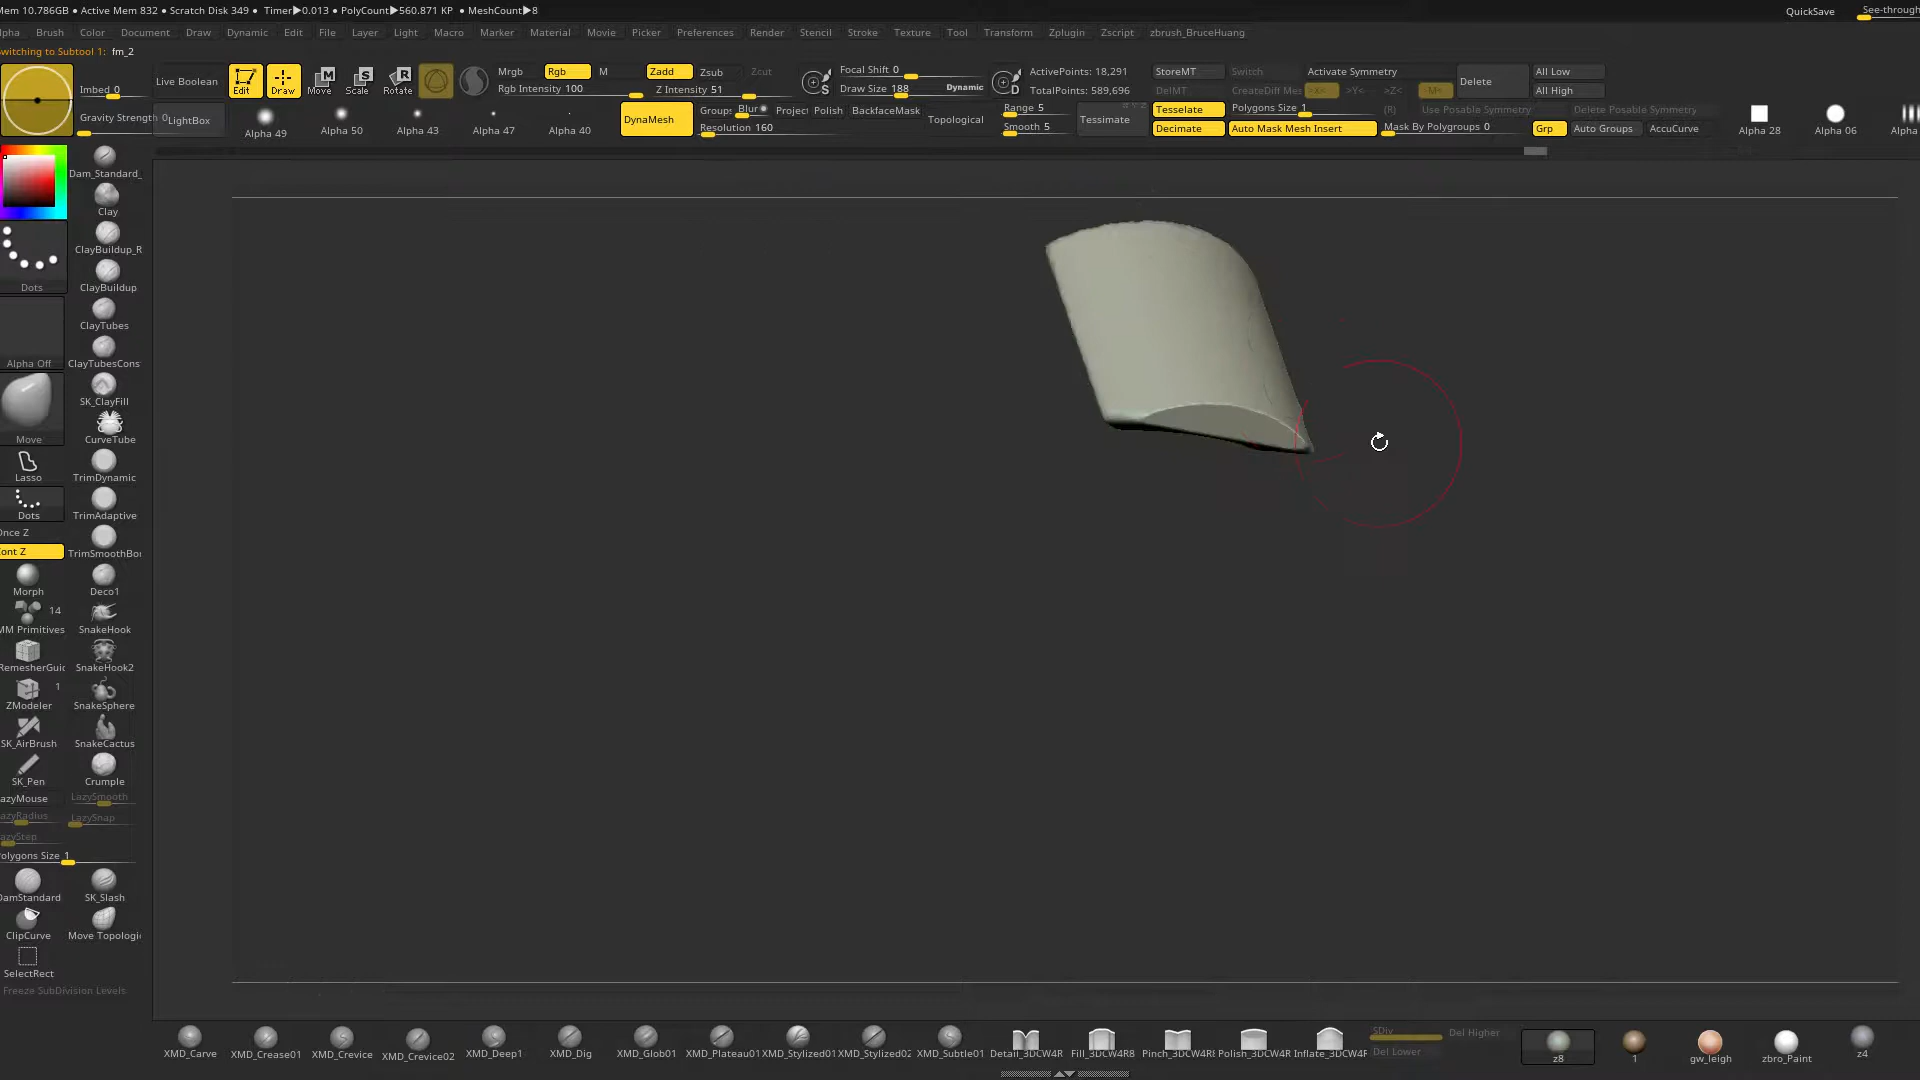 Mem 10.786GB • Active Mem 832 • Scratch Disk 349 • Timer▶0.013 • PolyCount▶560.871 KP • MeshCount▶8
QuickSave
See-through
lpha Brush Color Document Draw Dynamic Edit File Layer Light Macro Marker Material Movie Picker Preferences Render Stencil Stroke Texture Tool Transform Zplugin Zscript zbrush_BruceHuang
witching to Subtool 1: fm_2
Imbed 0
Gravity Strength 0
Live Boolean
LightBox
Edit
Draw
Move
Scale
Rotate
Mrgb Rgb M Zadd Zsub Zcut
Rgb Intensity 100 Z Intensity 51
Focal Shift 0
Draw Size 188 Dynamic
ActivePoints: 18,291
TotalPoints: 589,696
StoreMT Switch
DelMT CreateDiff Mes
Activate Symmetry
>X< >Y< >Z< >M<
Delete
All Low
All High
Alpha 49
Alpha 50
Alpha 43
Alpha 47
Alpha 40
DynaMesh
Group Blur Project Polish BackfaceMask
Resolution 160
Topological
Range 5
Smooth 5
Tessimate
Tesselate
Decimate
Polygons Size 1
Auto Mask Mesh Insert
(R) Use Posable Symmetry Delete Posable Symmetry
Mask By Polygroups 0
Grp
Auto Groups
AccuCurve
Alpha 28
Alpha 06
Alpha
Dam_Standard_
Clay
ClayBuildup_R
Dots
ClayBuildup
ClayTubes
Alpha Off
ClayTubesCons
SK_ClayFill
Move
CurveTube
Lasso
TrimDynamic
Dots
TrimAdaptive
Once Z
ont Z
TrimSmoothBor
Morph
Deco1
14
MM Primitives
SnakeHook
RemesherGuid
SnakeHook2
1
ZModeler
SnakeSphere
SK_AirBrush
SnakeCactus
SK_Pen
Crumple
azyMouse
LazySmooth
azyRadius
LazySnap
azyStep
olygons Size 1
DamStandard
SK_Slash
ClipCurve
Move Topologi
SelectRect
Freeze SubDivision Levels
XMD_Carve
XMD_Crease01
XMD_Crevice
XMD_Crevice02
XMD_Deep1
XMD_Dig
XMD_Glob01
XMD_Plateau01
XMD_Stylized01
XMD_Stylized02
XMD_Subtle01
Detail_3DCW4R
Fill_3DCW4R8
Pinch_3DCW4R8
Polish_3DCW4R
Inflate_3DCW4R
SDiv
Del Higher
Del Lower
z8
1
gw_leigh
zbro_Paint
z4